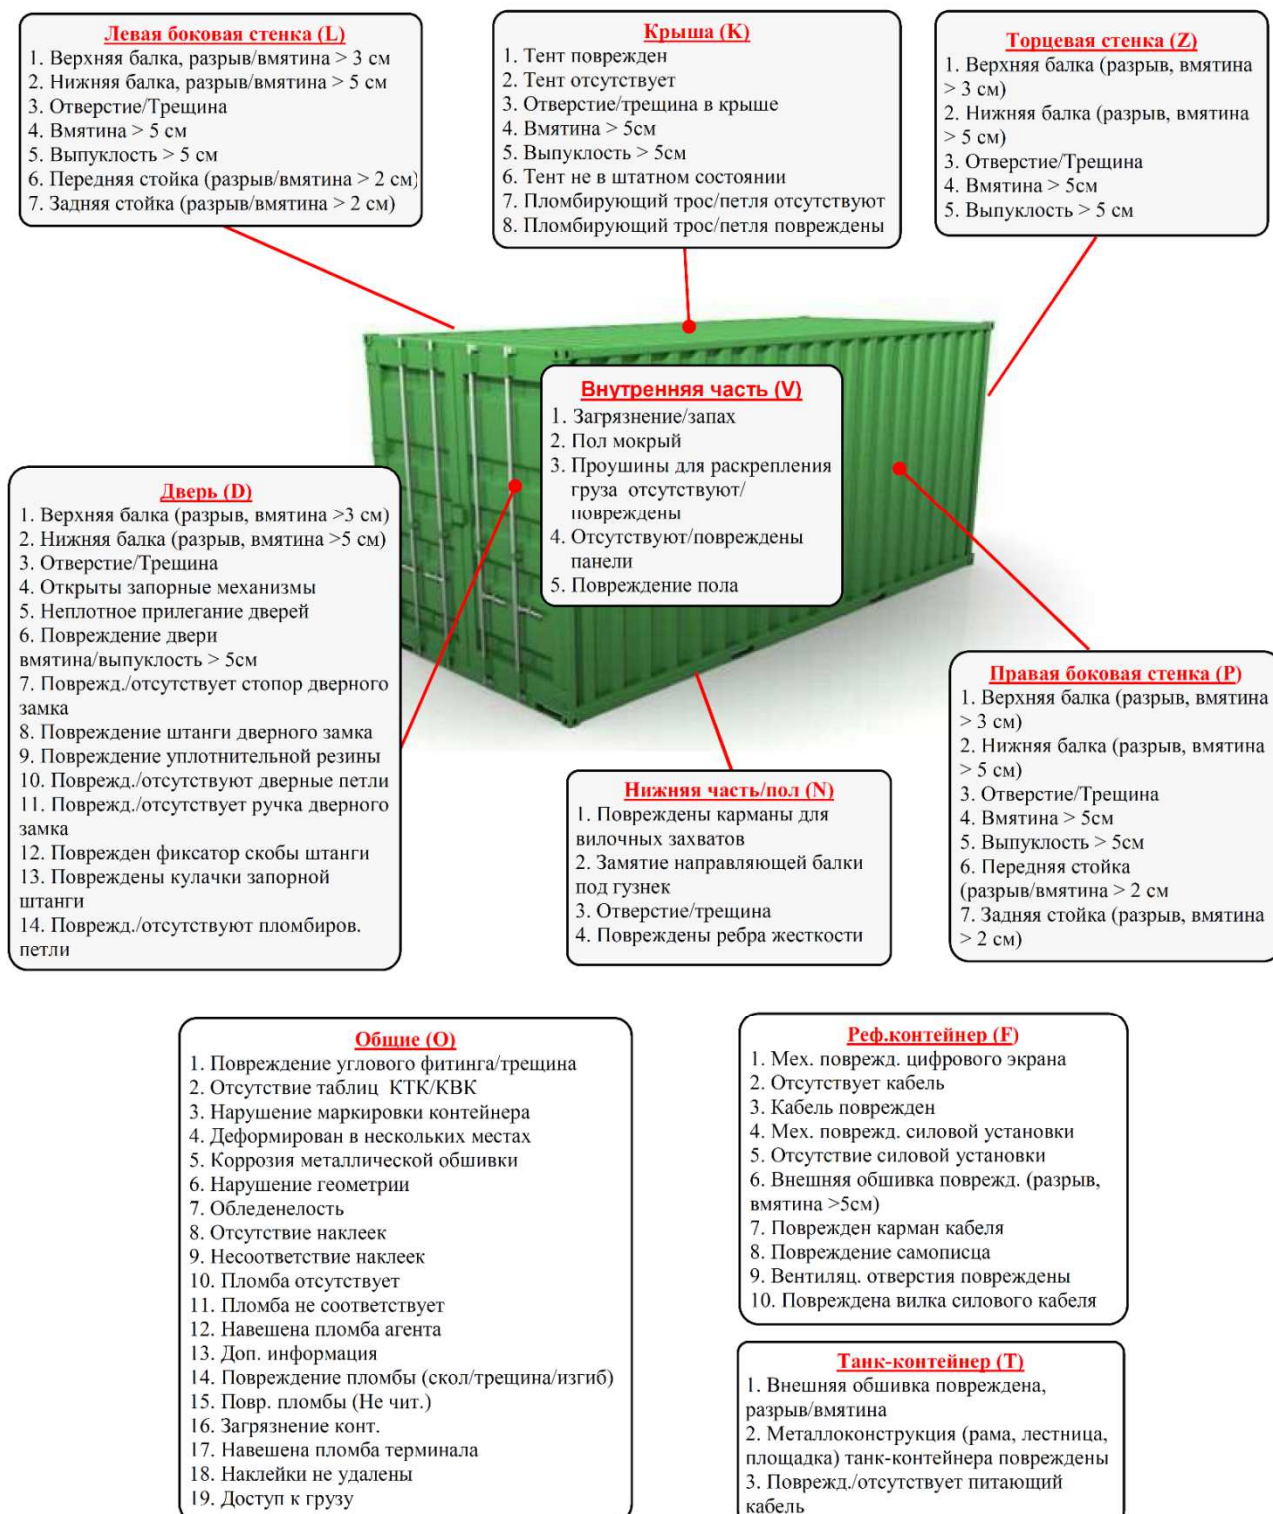 Левая боковая стенка (L)
1. Верхняя балка, разрыв/вмятина > 3 см
2. Нижняя балка, разрыв/вмятина > 5 см
3. Отверстие/Трещина
4. Вмятина > 5 см
5. Выпуклость > 5 см
6. Передняя стойка (разрыв/вмятина > 2 см)
7. Задняя стойка (разрыв/вмятина > 2 см)
Крыша (K)
1. Тент поврежден
2. Тент отсутствует
3. Отверстие/трещина в крыше
4. Вмятина > 5см
5. Выпуклость > 5см
6. Тент не в штатном состоянии
7. Пломбирующий трос/петля отсутствуют
8. Пломбирующий трос/петля повреждены
Торцевая стенка (Z)
1. Верхняя балка (разрыв, вмятина
> 3 см)
2. Нижняя балка (разрыв, вмятина
> 5 см)
3. Отверстие/Трещина
4. Вмятина > 5см
5. Выпуклость > 5 см
Внутренняя часть (V)
1. Загрязнение/запах
2. Пол мокрый
3. Проушины для раскрепления
груза отсутствуют/
повреждены
4. Отсутствуют/повреждены
панели
5. Повреждение пола
Дверь (D)
1. Верхняя балка (разрыв, вмятина >3 см)
2. Нижняя балка (разрыв, вмятина >5 см)
3. Отверстие/Трещина
4. Открыты запорные механизмы
5. Неплотное прилегание дверей
6. Повреждение двери
вмятина/выпуклость > 5см
7. Поврежд./отсутствует стопор дверного
замка
8. Повреждение штанги дверного замка
9. Повреждение уплотнительной резины
10. Поврежд./отсутствуют дверные петли
11. Поврежд./отсутствует ручка дверного
замка
12. Поврежден фиксатор скобы штанги
13. Повреждены кулачки запорной
штанги
14. Поврежд./отсутствуют пломбиров.
петли
Нижняя часть/пол (N)
1. Повреждены карманы для
вилочных захватов
2. Замятие направляющей балки
под гузнек
3. Отверстие/трещина
4. Повреждены ребра жесткости
Правая боковая стенка (P)
1. Верхняя балка (разрыв, вмятина
> 3 см)
2. Нижняя балка (разрыв, вмятина
> 5 см)
3. Отверстие/Трещина
4. Вмятина > 5см
5. Выпуклость > 5см
6. Передняя стойка
(разрыв/вмятина > 2 см
7. Задняя стойка (разрыв, вмятина
> 2 см)
Общие (O)
1. Повреждение углового фитинга/трещина
2. Отсутствие таблиц КТК/КВК
3. Нарушение маркировки контейнера
4. Деформирован в нескольких местах
5. Коррозия металлической обшивки
6. Нарушение геометрии
7. Обледенелость
8. Отсутствие наклеек
9. Несоответствие наклеек
10. Пломба отсутствует
11. Пломба не соответствует
12. Навешена пломба агента
13. Доп. информация
14. Повреждение пломбы (скол/трещина/изгиб)
15. Повр. пломбы (Не чит.)
16. Загрязнение конт.
17. Навешена пломба терминала
18. Наклейки не удалены
19. Доступ к грузу
Реф.контейнер (F)
1. Мех. поврежд. цифрового экрана
2. Отсутствует кабель
3. Кабель поврежден
4. Мех. поврежд. силовой установки
5. Отсутствие силовой установки
6. Внешняя обшивка поврежд. (разрыв,
вмятина >5см)
7. Поврежден карман кабеля
8. Повреждение самописца
9. Вентиляц. отверстия повреждены
10. Повреждена вилка силового кабеля
Танк-контейнер (T)
1. Внешняя обшивка повреждена,
разрыв/вмятина
2. Металлоконструкция (рама, лестница,
площадка) танк-контейнера повреждены
3. Поврежд./отсутствует питающий
кабель